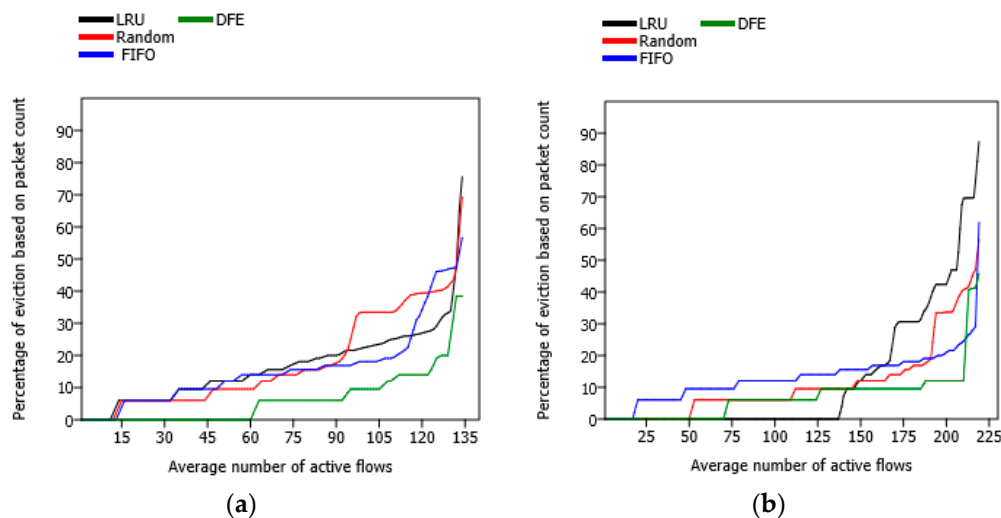 LRU DFE
Random
FIFO
Percentage of eviction based on packet count
90
80
70
60
50
40
30
20
10
0
15 30 45 60 75 90 105 120 135
Average number of active flows
(a)
LRU DFE
Random
FIFO
Percentage of eviction based on packet count
90
80
70
60
50
40
30
20
10
0
25 50 75 100 125 150 175 200 225
Average number of active flows
(b)